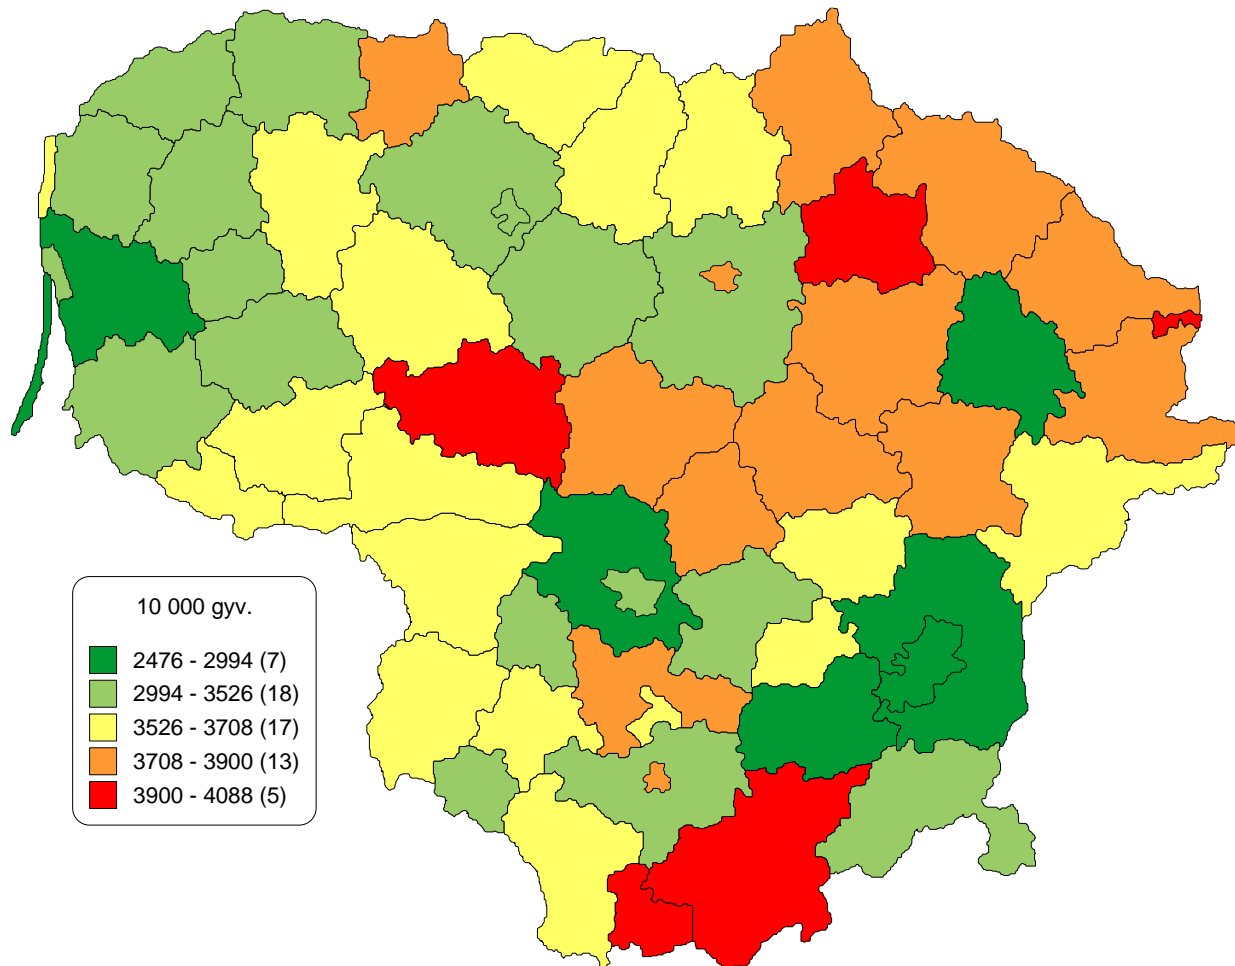 10 000 gyv.
2476 - 2994 (7)
2994 - 3526 (18)
3526 - 3708 (17)
3708 - 3900 (13)
3900 - 4088 (5)